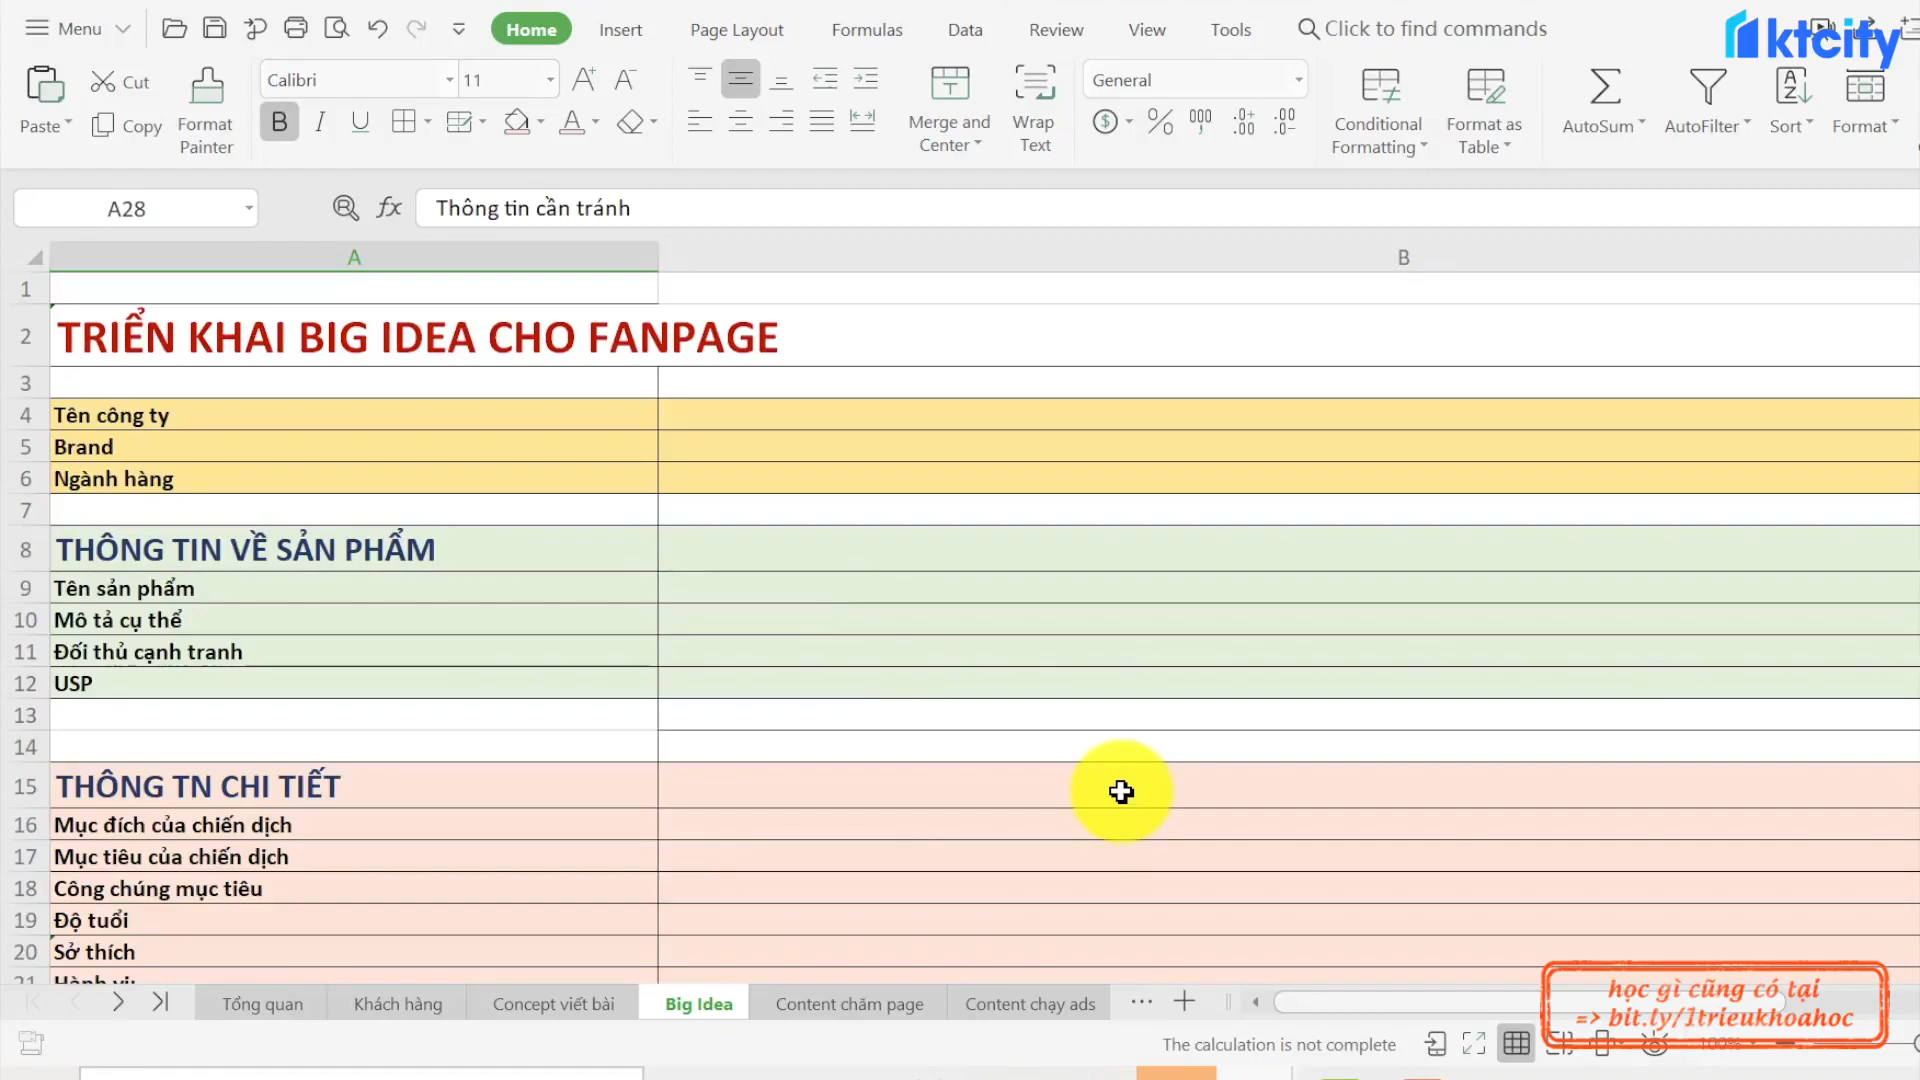 Menu
Home
Insert
Page Layout
Formulas
Data
Review
View
Tools
Click to find commands
ktcity
Paste
Cut
Copy
Format Painter
Calibri
11
B I U A
Merge and Center
Wrap Text
General
Conditional Formatting
Format as Table
AutoSum
AutoFilter
Sort
Format
A28
fx
Thông tin cần tránh
A
B
1
2 TRIỂN KHAI BIG IDEA CHO FANPAGE
3
4 Tên công ty
5 Brand
6 Ngành hàng
7
8 THÔNG TIN VỀ SẢN PHẨM
9 Tên sản phẩm
10 Mô tả cụ thể
11 Đối thủ cạnh tranh
12 USP
13
14
15 THÔNG TN CHI TIẾT
16 Mục đích của chiến dịch
17 Mục tiêu của chiến dịch
18 Công chúng mục tiêu
19 Độ tuổi
20 Sở thích
21 Hành vi:
Tổng quan
Khách hàng
Concept viết bài
Big Idea
Content chăm page
Content chạy ads
học gì cũng có tại
=> bit.ly/1trieukhoahoc
The calculation is not complete